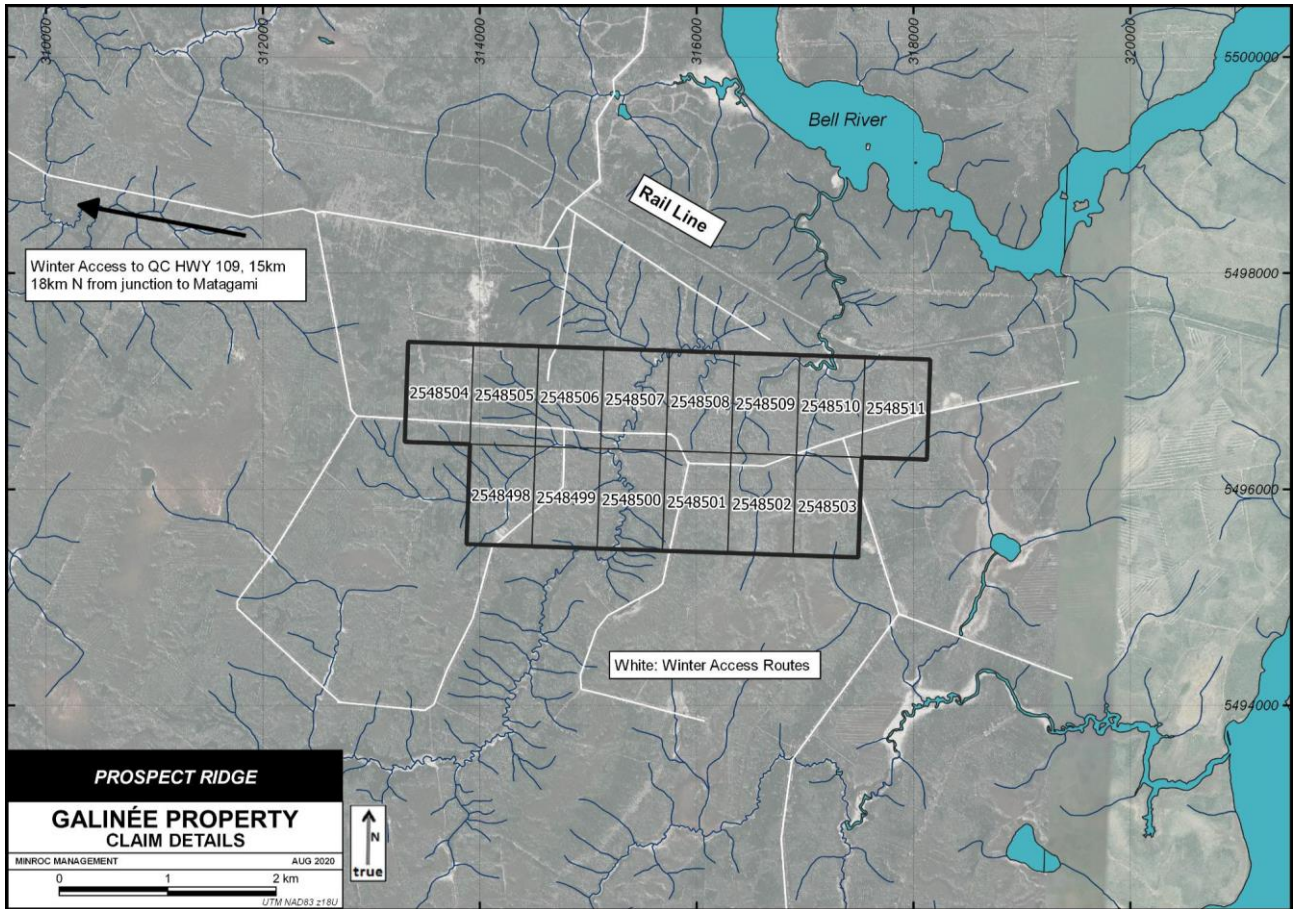 310000
312000
314000
316000
318000
320000
5500000
Bell River
Rail Line
Winter Access to QC HWY 109, 15km
18km N from junction to Matagami
5498000
2548504
2548505
2548506
2548507
2548508
2548509
2548510
2548511
2548498
2548499
2548500
2548501
2548502
2548503
5496000
White: Winter Access Routes
5494000
PROSPECT RIDGE
GALINÉE PROPERTY
CLAIM DETAILS
MINROC MANAGEMENT AUG 2020
0 1 2 km
UTM NAD83 z18U
N
true